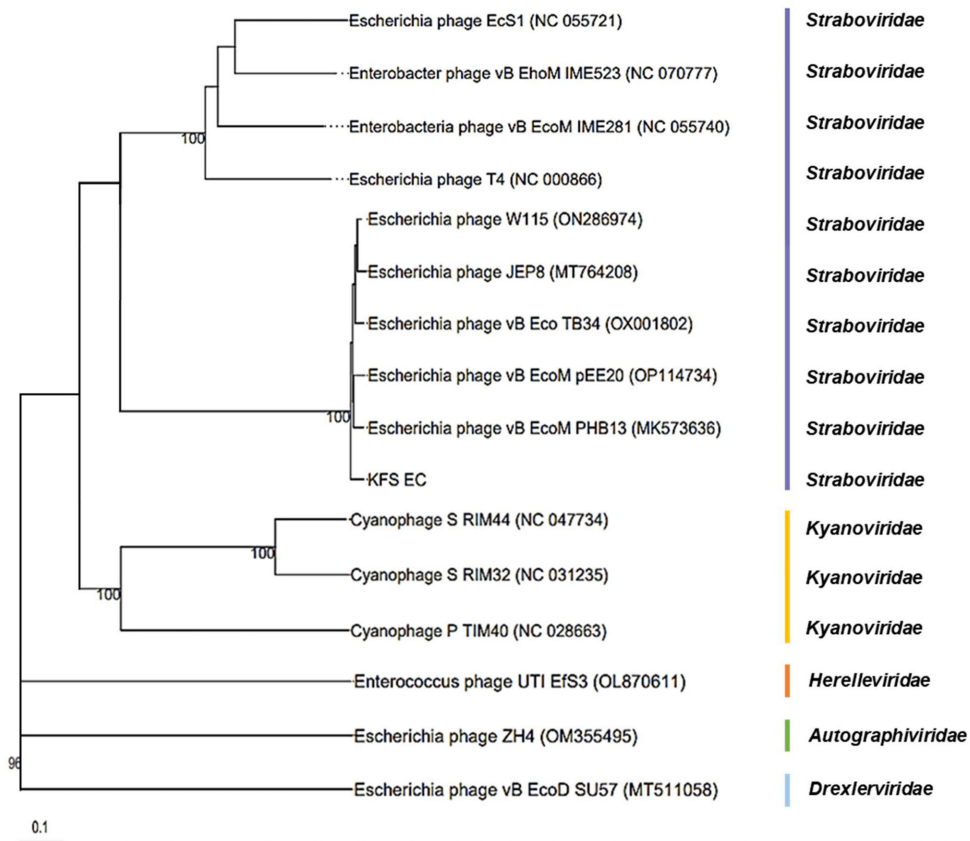 Escherichia phage EcS1 (NC 055721) Straboviridae
Enterobacter phage vB EhoM IME523 (NC 070777) Straboviridae
Enterobacteria phage vB EcoM IME281 (NC 055740) Straboviridae
100
Escherichia phage T4 (NC 000866) Straboviridae
Escherichia phage W115 (ON286974) Straboviridae
Escherichia phage JEP8 (MT764208) Straboviridae
Escherichia phage vB Eco TB34 (OX001802) Straboviridae
Escherichia phage vB EcoM pEE20 (OP114734) Straboviridae
100
Escherichia phage vB EcoM PHB13 (MK573636) Straboviridae
KFS EC Straboviridae
Cyanophage S RIM44 (NC 047734) Kyanoviridae
100
Cyanophage S RIM32 (NC 031235) Kyanoviridae
100
Cyanophage P TIM40 (NC 028663) Kyanoviridae
Enterococcus phage UTI EfS3 (OL870611) Herelleviridae
Escherichia phage ZH4 (OM355495) Autographiviridae
96
Escherichia phage vB EcoD SU57 (MT511058) Drexlerviridae
0.1